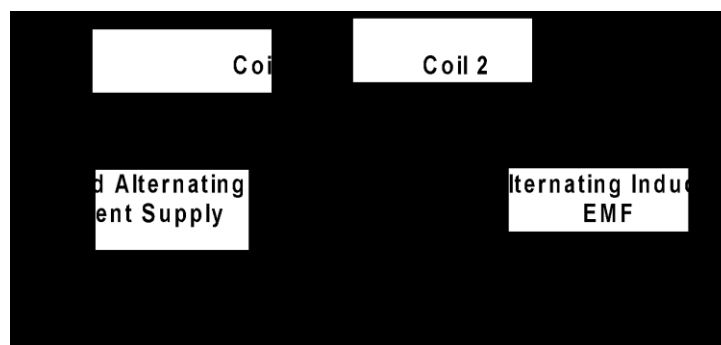 Coi
Coil 2
d Alternating
ent Supply
lternating Induc
EMF